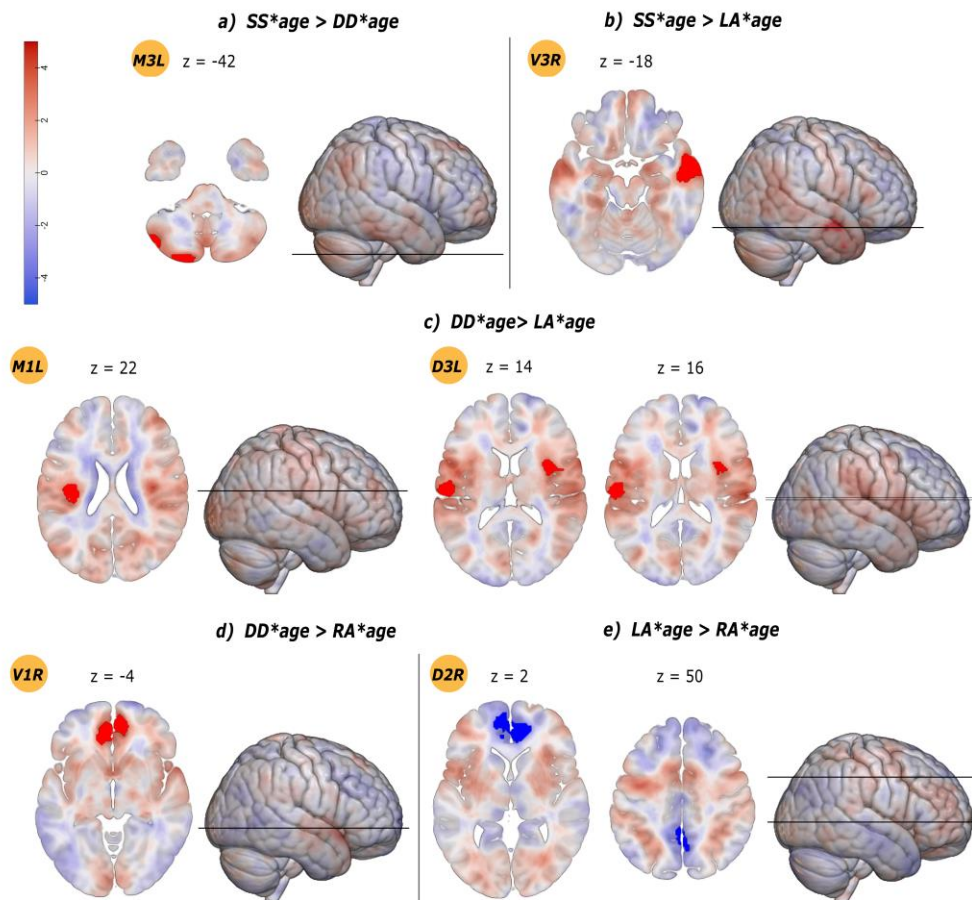 a) SS*age > DD*age
b) SS*age > LA*age
M3L
z = -42
V3R
z = -18
4
2
0
-2
-4
c) DD*age> LA*age
M1L
z = 22
D3L
z = 14
z = 16
d) DD*age > RA*age
e) LA*age > RA*age
V1R
z = -4
D2R
z = 2
z = 50